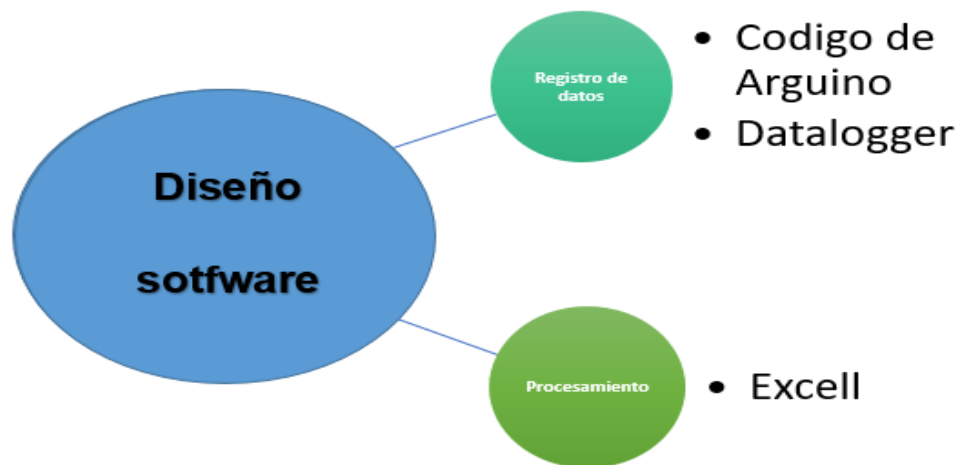 Diseño
sotfware
Registro de
datos
• Codigo de
Arguino
• Datalogger
Procesamiento
• Excell